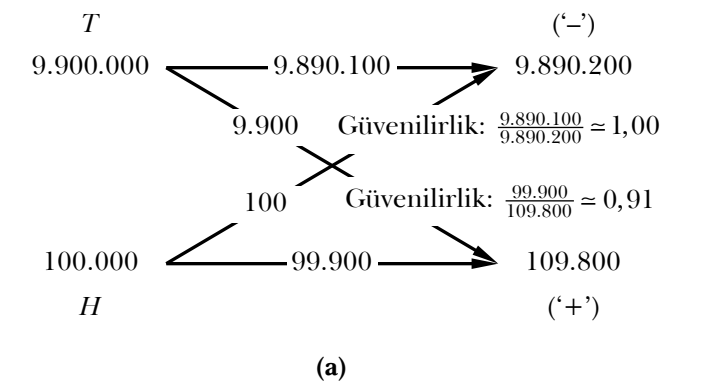 T ('–')
9.900.000 9.890.100 9.890.200
9.900 Güvenilirlik: 9.890.100/9.890.200 ≃ 1,00
100 Güvenilirlik: 99.900/109.800 ≃ 0,91
100.000 99.900 109.800
H ('+')
(a)